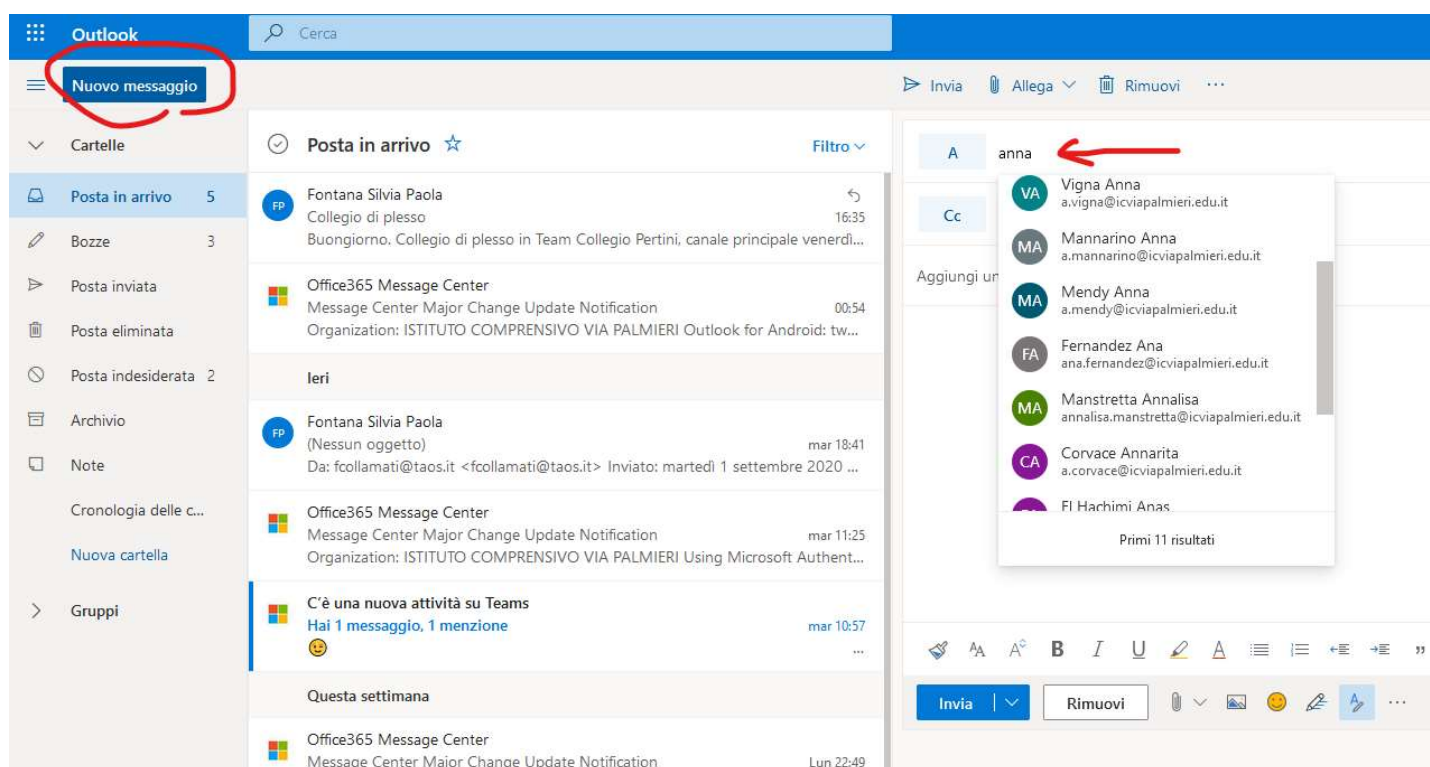 Outlook
Cerca
Nuovo messaggio
Invia Allega Rimuovi ...
Cartelle
Posta in arrivo 5
Bozze 3
Posta inviata
Posta eliminata
Posta indesiderata 2
Archivio
Note
Cronologia delle c...
Nuova cartella
Gruppi
Posta in arrivo Filtro
FP Fontana Silvia Paola
Collegio di plesso 16:35
Buongiorno. Collegio di plesso in Team Collegio Pertini, canale principale venerdì...
Office365 Message Center
Message Center Major Change Update Notification 00:54
Organization: ISTITUTO COMPRENSIVO VIA PALMIERI Outlook for Android: tw...
Ieri
FP Fontana Silvia Paola
(Nessun oggetto) mar 18:41
Da: fcollamati@taos.it <fcollamati@taos.it> Inviato: martedì 1 settembre 2020 ...
Office365 Message Center
Message Center Major Change Update Notification mar 11:25
Organization: ISTITUTO COMPRENSIVO VIA PALMIERI Using Microsoft Authent...
C'è una nuova attività su Teams
Hai 1 messaggio, 1 menzione mar 10:57
...
Questa settimana
Office365 Message Center
Message Center Major Change Update Notification Lun 22:49
A anna
Cc
Aggiungi un
VA Vigna Anna
a.vigna@icviapalmieri.edu.it
MA Mannarino Anna
a.mannarino@icviapalmieri.edu.it
MA Mendy Anna
a.mendy@icviapalmieri.edu.it
FA Fernandez Ana
ana.fernandez@icviapalmieri.edu.it
MA Manstretta Annalisa
annalisa.manstretta@icviapalmieri.edu.it
CA Corvace Annarita
a.corvace@icviapalmieri.edu.it
El Hachimi Anas
Primi 11 risultati
B I U A
Invia Rimuovi ...